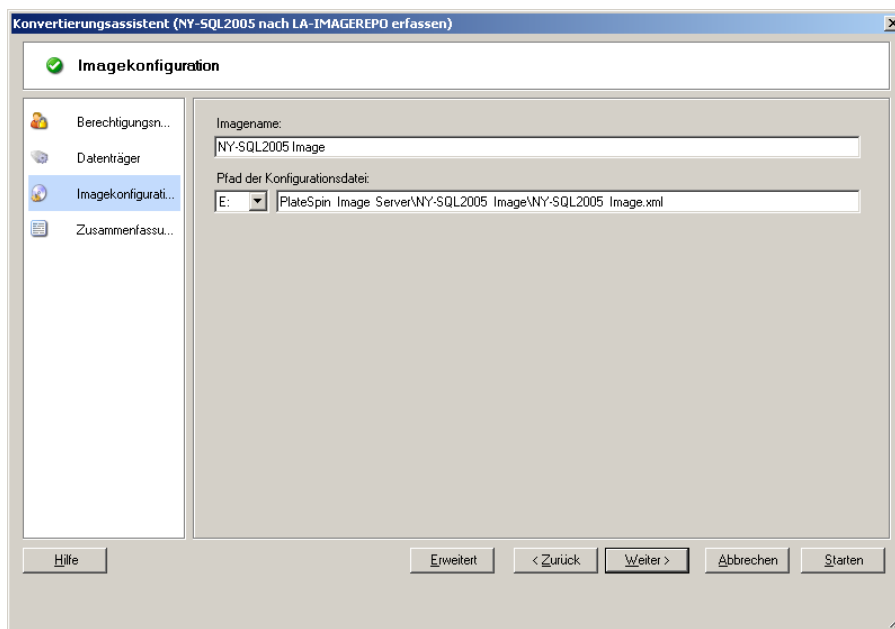 Konvertierungsassistent (NY-SQL2005 nach LA-IMAGEREPO erfassen)
Imagekonfiguration
Berechtigungsn...
Datenträger
Imagekonfigurati...
Zusammenfassu...
Imagename:
NY-SQL2005 Image
Pfad der Konfigurationsdatei:
E: PlateSpin Image Server\NY-SQL2005 Image\NY-SQL2005 Image.xml
Hilfe Erweitert < Zurück Weiter > Abbrechen Starten